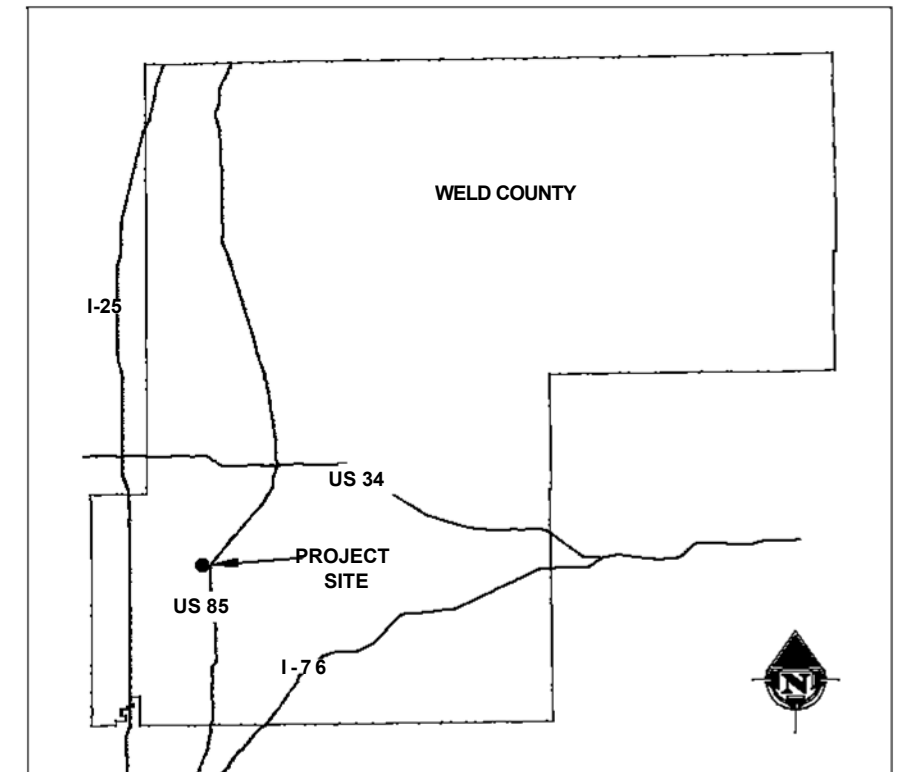 WELD COUNTY
I-25
US 34
PROJECT
SITE
US 85
I-76
N